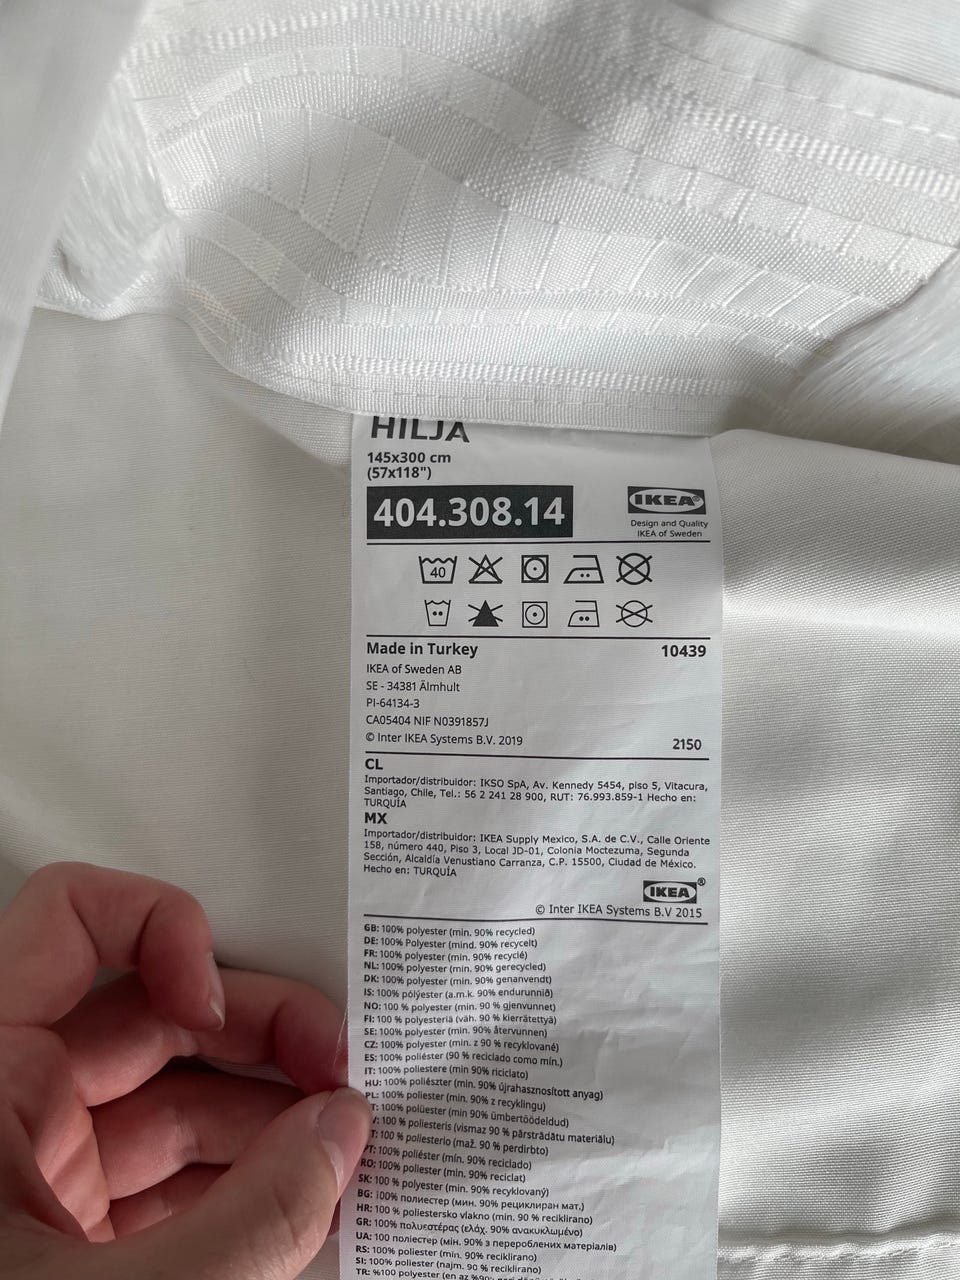 HILJA
145x300 cm
(57x118")
404.308.14
IKEA®
Design and Quality
IKEA of Sweden
40
Made in Turkey 10439
IKEA of Sweden AB
SE - 34381 Älmhult
PI-64134-3
CA05404 NIF N0391857J
© Inter IKEA Systems B.V. 2019 2150
CL
Importador/distribuidor: IKSO SpA, Av. Kennedy 5454, piso 5, Vitacura,
Santiago, Chile, Tel.: 56 2 241 28 900, RUT: 76.993.859-1 Hecho en:
TURQUÍA
MX
Importador/distribuidor: IKEA Supply Mexico, S.A. de C.V., Calle Oriente
158, número 440, Piso 3, Local JD-01, Colonia Moctezuma, Segunda
Sección, Alcaldía Venustiano Carranza, C.P. 15500, Ciudad de México.
Hecho en: TURQUÍA
IKEA®
© Inter IKEA Systems B.V 2015
GB: 100% polyester (min. 90% recycled)
DE: 100% Polyester (mind. 90% recycelt)
FR: 100% polyester (min. 90% recyclé)
NL: 100% polyester (min. 90% gerecycled)
DK: 100% polyester (min. 90% genanvendt)
IS: 100% pólýester (a.m.k. 90% endurunnið)
NO: 100 % polyester (min. 90 % gjenvunnet)
FI: 100 % polyesteriä (väh. 90 % kierrätettyä)
SE: 100% polyester (min. 90% återvunnen)
CZ: 100% polyester (min. z 90 % recyklované)
ES: 100% poliéster (90 % reciclado como mín.)
IT: 100% poliestere (min 90% riciclato)
HU: 100% poliészter (min. 90% újrahasznosított anyag)
PL: 100% polyester (min. 90% z recyklingu)
T: 100% polüester (min 90% ümbertöödeldud)
V: 100 % poliesteris (vismaz 90 % pārstrādātu materiālu)
T: 100 % poliesterio (maž. 90 % perdirbto)
PT: 100% poliéster (mín. 90% reciclado)
RO: 100% poliester (min. 90% reciclat)
SK: 100 % polyester (min. 90% recyklovaný)
BG: 100% полиестер (мин. 90% рециклиран мат.)
HR: 100 % poliestersko vlakno (min. 90 % reciklirano)
GR: 100% πολυεστέρας (ελάχ. 90% ανακυκλωμένο)
UA: 100 поліестер (мін. 90% з перероблених матеріалів)
RS: 100% poliester (min. 90% reciklirano)
SI: 100% poliester (najm. 90 % reciklirano)
TR: %100 polyester (en az %90